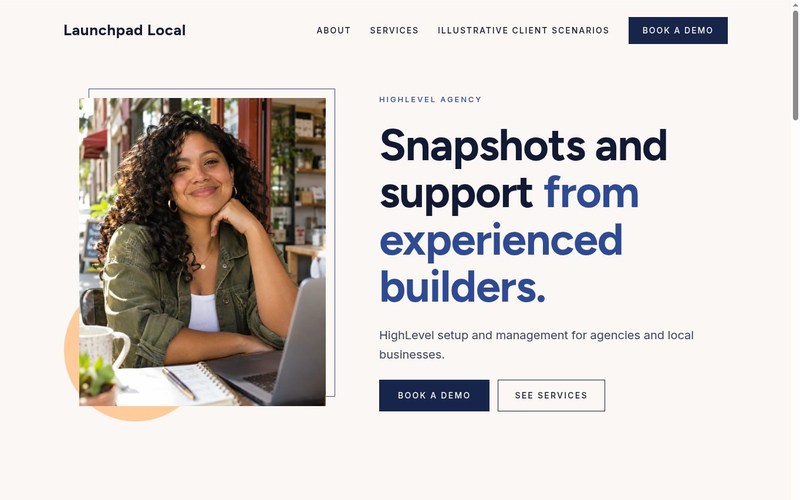 Launchpad Local
ABOUT
SERVICES
ILLUSTRATIVE CLIENT SCENARIOS
BOOK A DEMO
HIGHLEVEL AGENCY
Snapshots and
support from
experienced
builders.
HighLevel setup and management for agencies and local
businesses.
BOOK A DEMO
SEE SERVICES